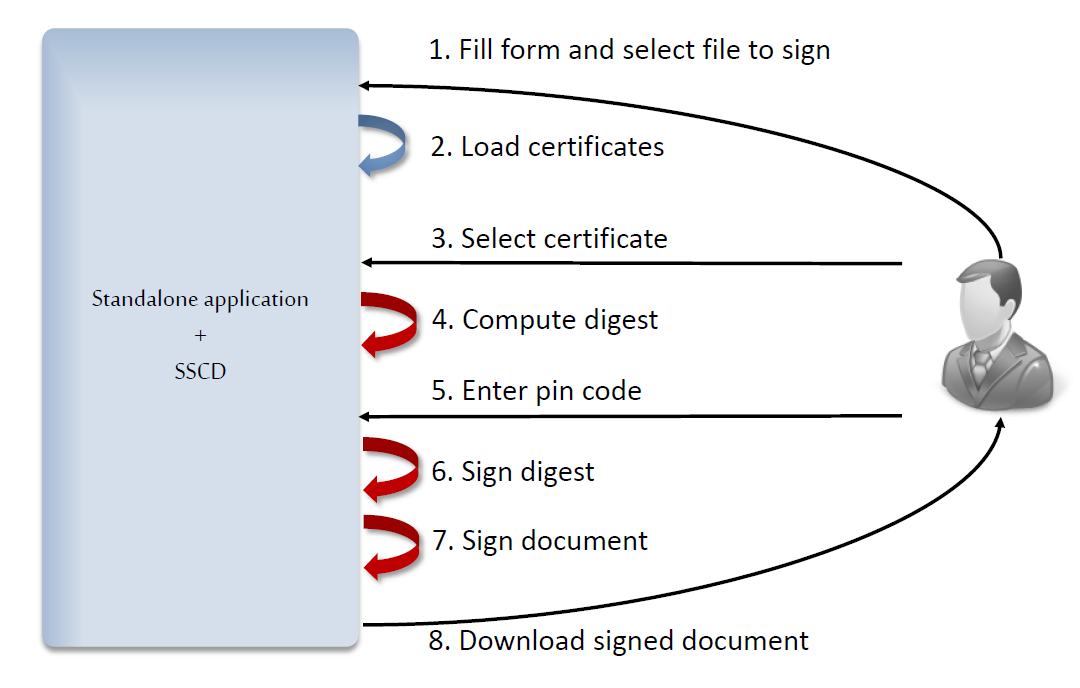 1. Fill form and select file to sign
2. Load certificates
3. Select certificate
Standalone application
+
SSCD
4. Compute digest
5. Enter pin code
6. Sign digest
7. Sign document
8. Download signed document